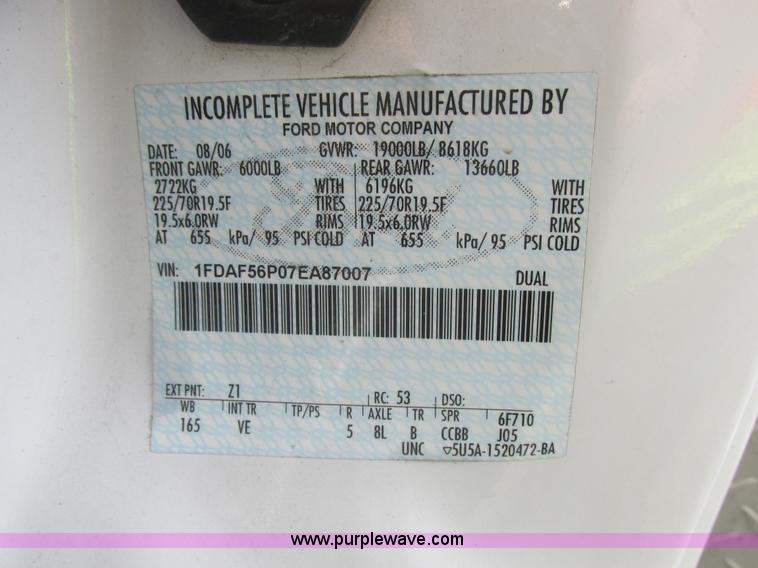 INCOMPLETE VEHICLE MANUFACTURED BY
FORD MOTOR COMPANY
DATE: 08/06 GVWR: 19000LB/ 8618KG
FRONT GAWR: 6000LB REAR GAWR: 13660LB
2722KG WITH 6196KG WITH
225/70R19.5F TIRES 225/70R19.5F TIRES
19.5x6.0RW RIMS 19.5x6.0RW RIMS
AT 655 kPa/ 95 PSI COLD AT 655 kPa/ 95 PSI COLD
VIN: 1FDAF56P07EA87007 DUAL
EXT PNT: Z1 RC: 53 DSO:
WB INT TR TP/PS R AXLE TR SPR 6F710
165 VE 5 8L B CCBB J05
UNC ▽5U5A-1520472-BA
www.purplewave.com